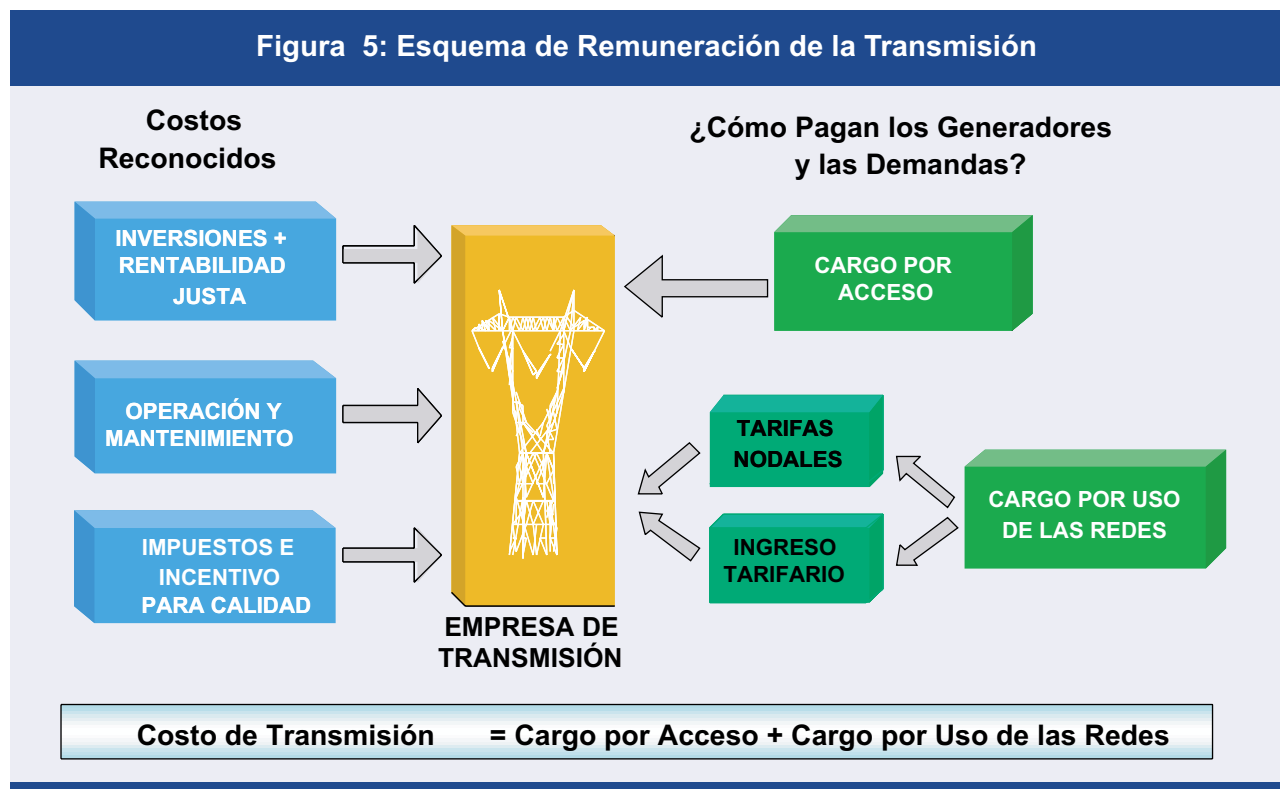 Figura 5: Esquema de Remuneración de la Transmisión
Costos
Reconocidos
¿Cómo Pagan los Generadores
y las Demandas?
INVERSIONES +
RENTABILIDAD
JUSTA
CARGO POR
ACCESO
OPERACIÓN Y
MANTENIMIENTO
TARIFAS
NODALES
CARGO POR USO
DE LAS REDES
IMPUESTOS E
INCENTIVO
PARA CALIDAD
INGRESO
TARIFARIO
EMPRESA DE
TRANSMISIÓN
Costo de Transmisión = Cargo por Acceso + Cargo por Uso de las Redes